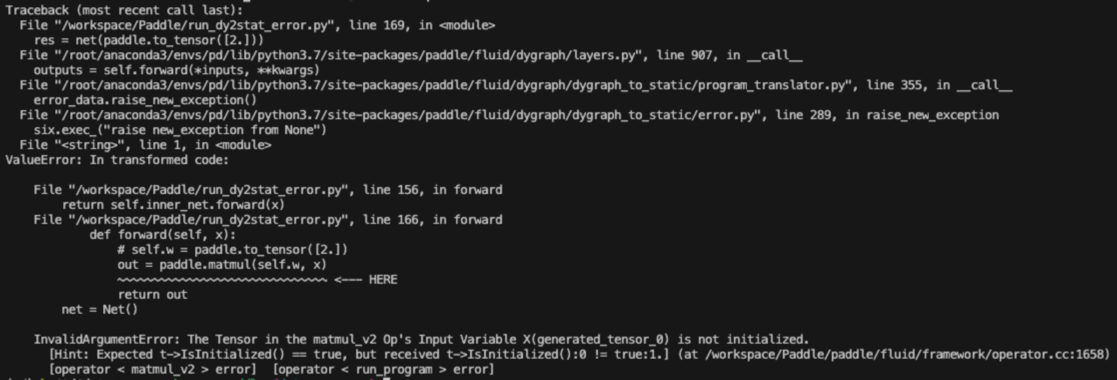 Traceback (most recent call last):
  File "/workspace/Paddle/run_dy2stat_error.py", line 169, in <module>
    res = net(paddle.to_tensor([2.]))
  File "/root/anaconda3/envs/pd/lib/python3.7/site-packages/paddle/fluid/dygraph/layers.py", line 907, in __call__
    outputs = self.forward(*inputs, **kwargs)
  File "/root/anaconda3/envs/pd/lib/python3.7/site-packages/paddle/fluid/dygraph/dygraph_to_static/program_translator.py", line 355, in __call__
    error_data.raise_new_exception()
  File "/root/anaconda3/envs/pd/lib/python3.7/site-packages/paddle/fluid/dygraph/dygraph_to_static/error.py", line 289, in raise_new_exception
    six.exec_("raise new_exception from None")
  File "<string>", line 1, in <module>
ValueError: In transformed code:
    File "/workspace/Paddle/run_dy2stat_error.py", line 156, in forward
        return self.inner_net.forward(x)
    File "/workspace/Paddle/run_dy2stat_error.py", line 166, in forward
            def forward(self, x):
                # self.w = paddle.to_tensor([2.])
                out = paddle.matmul(self.w, x)
                ~~~~~~~~~~~~~~~~~~~~~~~~~~~~~~ <--- HERE
                return out
        net = Net()
    InvalidArgumentError: The Tensor in the matmul_v2 Op's Input Variable X(generated_tensor_0) is not initialized.
      [Hint: Expected t->IsInitialized() == true, but received t->IsInitialized():0 != true:1.] (at /workspace/Paddle/paddle/fluid/framework/operator.cc:1658)
      [operator < matmul_v2 > error]  [operator < run_program > error]